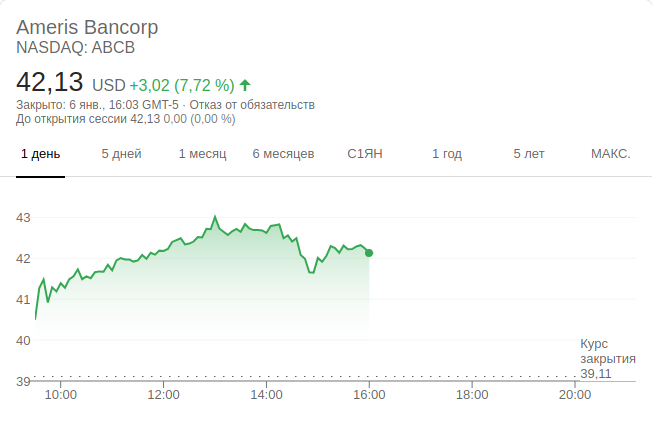 Ameris Bancorp
NASDAQ: ABCB
42,13 USD +3,02 (7,72 %)
Закрыто: 6 янв., 16:03 GMT-5 · Отказ от обязательств
До открытия сессии 42,13 0,00 (0,00 %)
1 день 5 дней 1 месяц 6 месяцев С1ЯН 1 год 5 лет МАКС.
43
42
41
40
Курс
закрытия
39,11
39
10:00 12:00 14:00 16:00 18:00 20:00